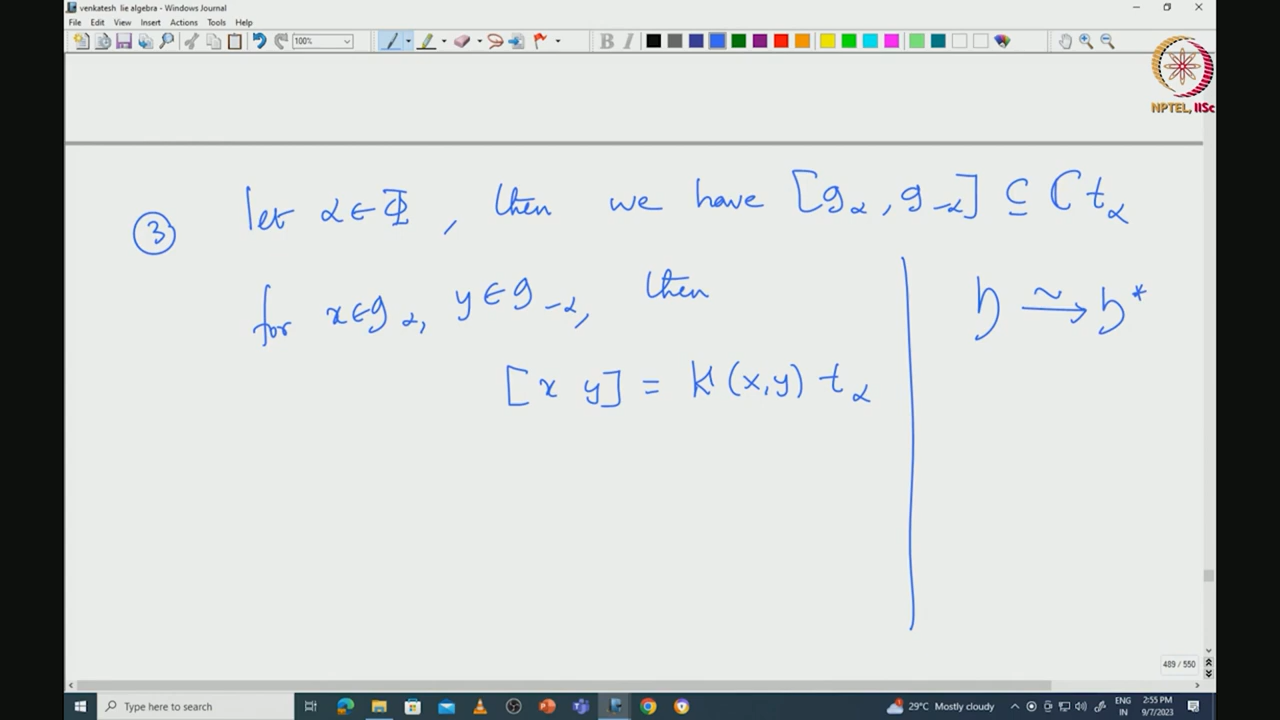 venkatesh lie algebra - Windows Journal
File Edit View Insert Actions Tools Help
100%
NPTEL, IISc
③ let α ∈ Φ, then we have [g_α, g_-α] ⊆ ℂ t_α
for x ∈ g_α, y ∈ g_-α, then
[x y] = K(x,y) t_α
h ⥲ h*
489 / 550
Type here to search
29°C Mostly cloudy
ENG IN
2:55 PM
9/7/2023